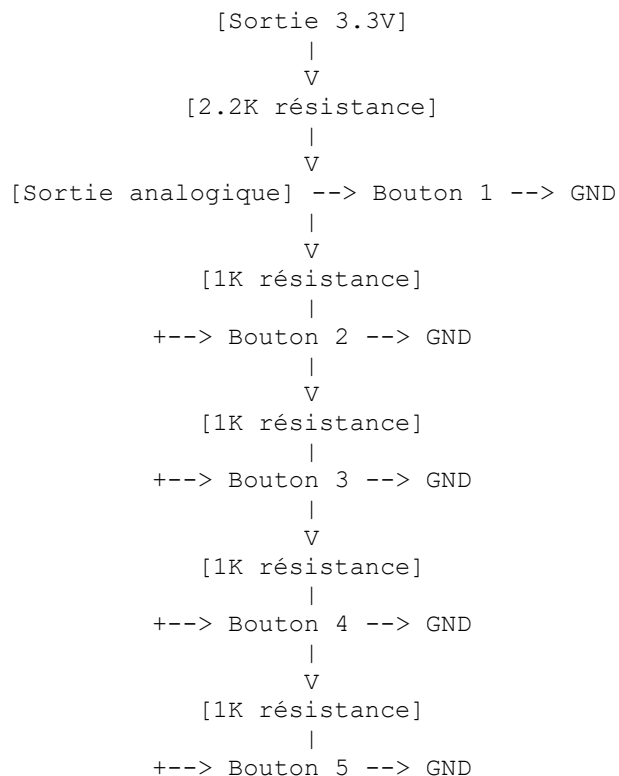 [Sortie 3.3V]
|
V
[2.2K résistance]
|
V
[Sortie analogique] --> Bouton 1 --> GND
|
V
[1K résistance]
|
+--> Bouton 2 --> GND
|
V
[1K résistance]
|
+--> Bouton 3 --> GND
|
V
[1K résistance]
|
+--> Bouton 4 --> GND
|
V
[1K résistance]
|
+--> Bouton 5 --> GND